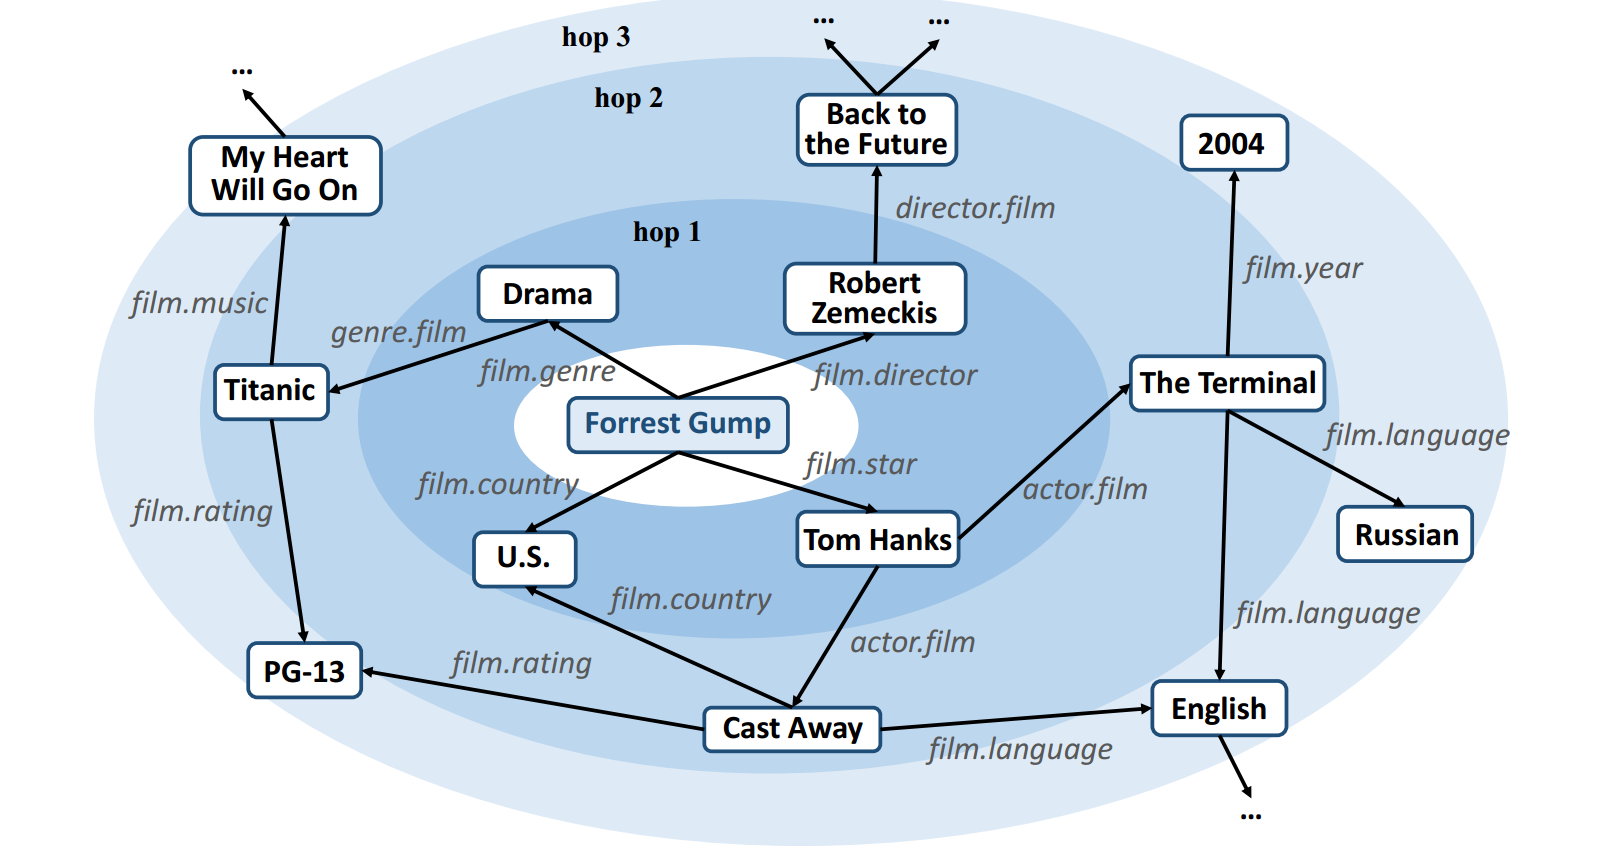 ... ...
hop 3
...
hop 2
Back to
the Future
2004
My Heart
Will Go On
director.film
hop 1
film.year
Drama
Robert
Zemeckis
film.music
genre.film
film.genre
film.director
Titanic
The Terminal
Forrest Gump
film.language
film.star
film.country
actor.film
film.rating
Tom Hanks
Russian
U.S.
film.country
film.language
actor.film
film.rating
PG-13
English
Cast Away
film.language
...